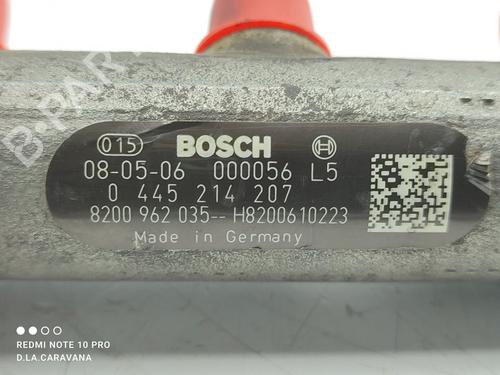 B-PARTS
015 BOSCH
08-05-06 000056 L5
0 445 214 207
8200 962 035-- H8200610223
Made in Germany
REDMI NOTE 10 PRO
D.LA.CARAVANA